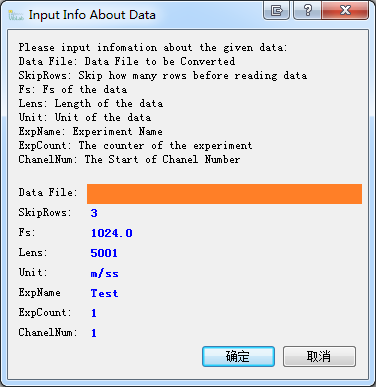 Input Info About Data
Please input infomation about the given data:
Data File: Data File to be Converted
SkipRows: Skip how many rows before reading data
Fs: Fs of the data
Lens: Length of the data
Unit: Unit of the data
ExpName: Experiment Name
ExpCount: The counter of the experiment
ChanelNum: The Start of Chanel Number
Data File:
SkipRows: 3
Fs: 1024.0
Lens: 5001
Unit: m/ss
ExpName Test
ExpCount: 1
ChanelNum: 1
确定 取消